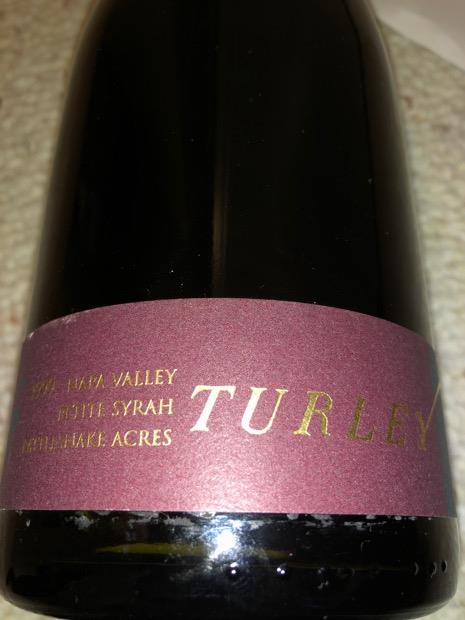 NAPA VALLEY
PETITE SYRAH
RATTLESNAKE ACRES
TURLEY